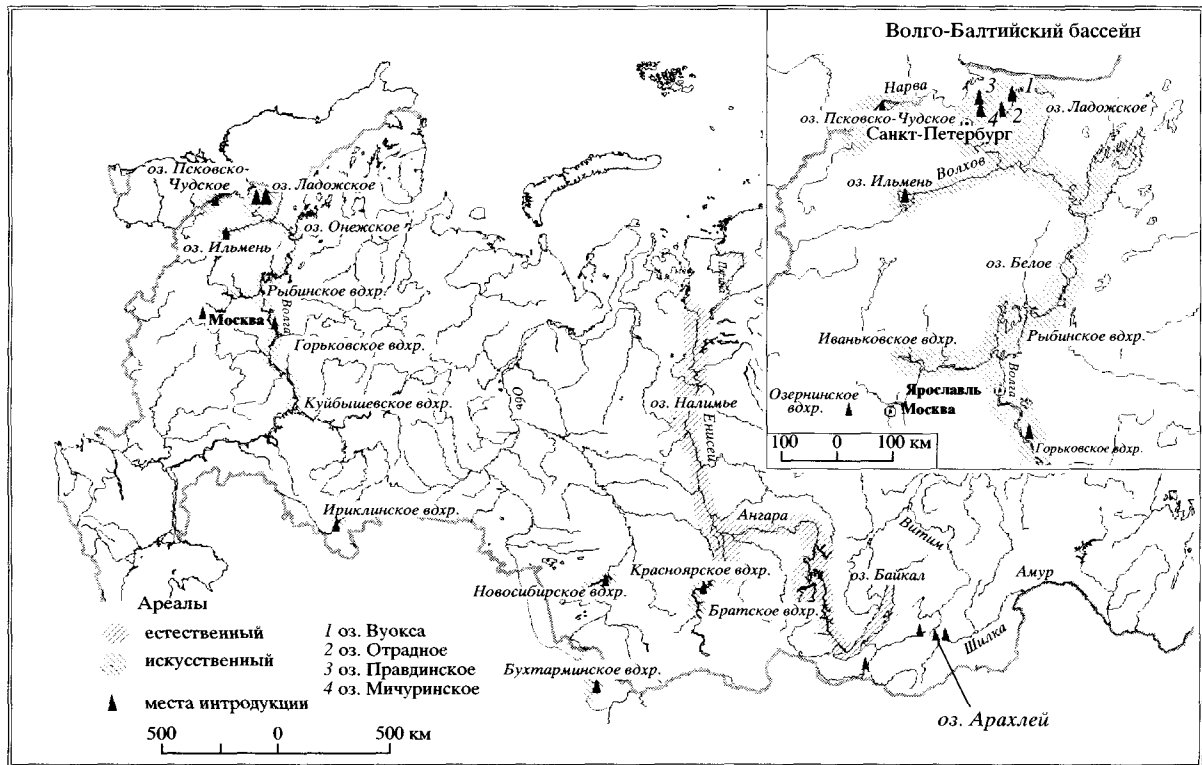 Волго-Балтийский бассейн
Нарва
3
1
4
2
оз. Ладожское
оз. Псковско-Чудское
Санкт-Петербург
Волхов
оз. Ильмень
оз. Белое
Иваньковское вдхр.
Рыбинское вдхр.
Ярославль
Волга
Озернинское
вдхр.
Москва
Горьковское вдхр.
100 0 100 км
оз. Псковско-
Чудское
оз. Ладожское
оз. Онежское
оз. Ильмень
Рыбинское вдхр.
Волга
Москва
Горьковское вдхр.
Куйбышевское вдхр.
Обь
оз. Налимье
Енисей
Ириклинское вдхр.
Ангара
Витим
Красноярское вдхр.
оз. Байкал
Амур
Новосибирское вдхр.
Братское вдхр.
Шилка
Бухтарминское вдхр.
оз. Арахлей
Ареалы
естественный
искусственный
места интродукции
1 оз. Вуокса
2 оз. Отрадное
3 оз. Правдинское
4 оз. Мичуринское
500 0 500 км